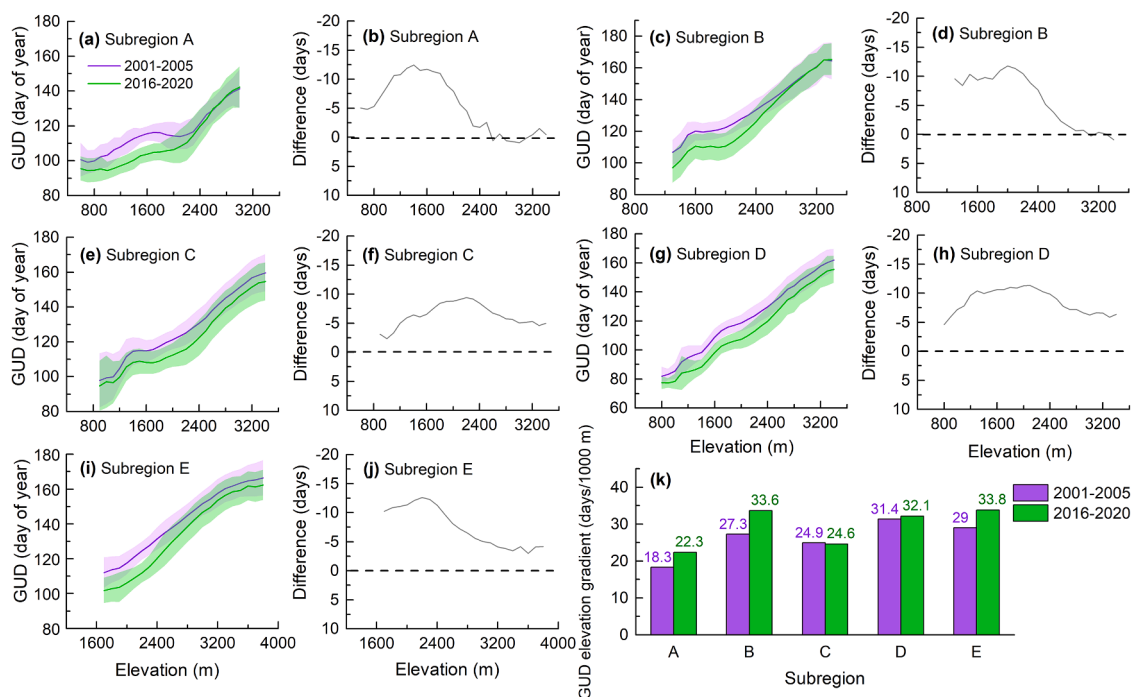 (a) Subregion A
2001-2005
2016-2020
GUD (day of year)
180
160
140
120
100
80
800 1600 2400 3200
(b) Subregion A
Difference (days)
-20
-15
-10
-5
0
5
10
800 1600 2400 3200
(c) Subregion B
GUD (day of year)
180
160
140
120
100
80
800 1600 2400 3200
(d) Subregion B
Difference (days)
-20
-15
-10
-5
0
5
10
800 1600 2400 3200
(e) Subregion C
GUD (day of year)
180
160
140
120
100
80
800 1600 2400 3200
(f) Subregion C
Difference (days)
-20
-15
-10
-5
0
5
10
800 1600 2400 3200
(g) Subregion D
GUD (day of year)
180
160
140
120
100
80
60
800 1600 2400 3200
Elevation (m)
(h) Subregion D
Difference (days)
-20
-15
-10
-5
0
5
10
800 1600 2400 3200
Elevation (m)
(i) Subregion E
GUD (day of year)
180
160
140
120
100
80
1600 2400 3200 4000
Elevation (m)
(j) Subregion E
Difference (days)
-20
-15
-10
-5
0
5
10
800 1600 2400 3200 4000
Elevation (m)
(k)
2001-2005
2016-2020
GUD elevation gradient (days/1000 m)
40
30
20
10
0
18.3 22.3 27.3 33.6 24.9 24.6 31.4 32.1 29 33.8
A B C D E
Subregion